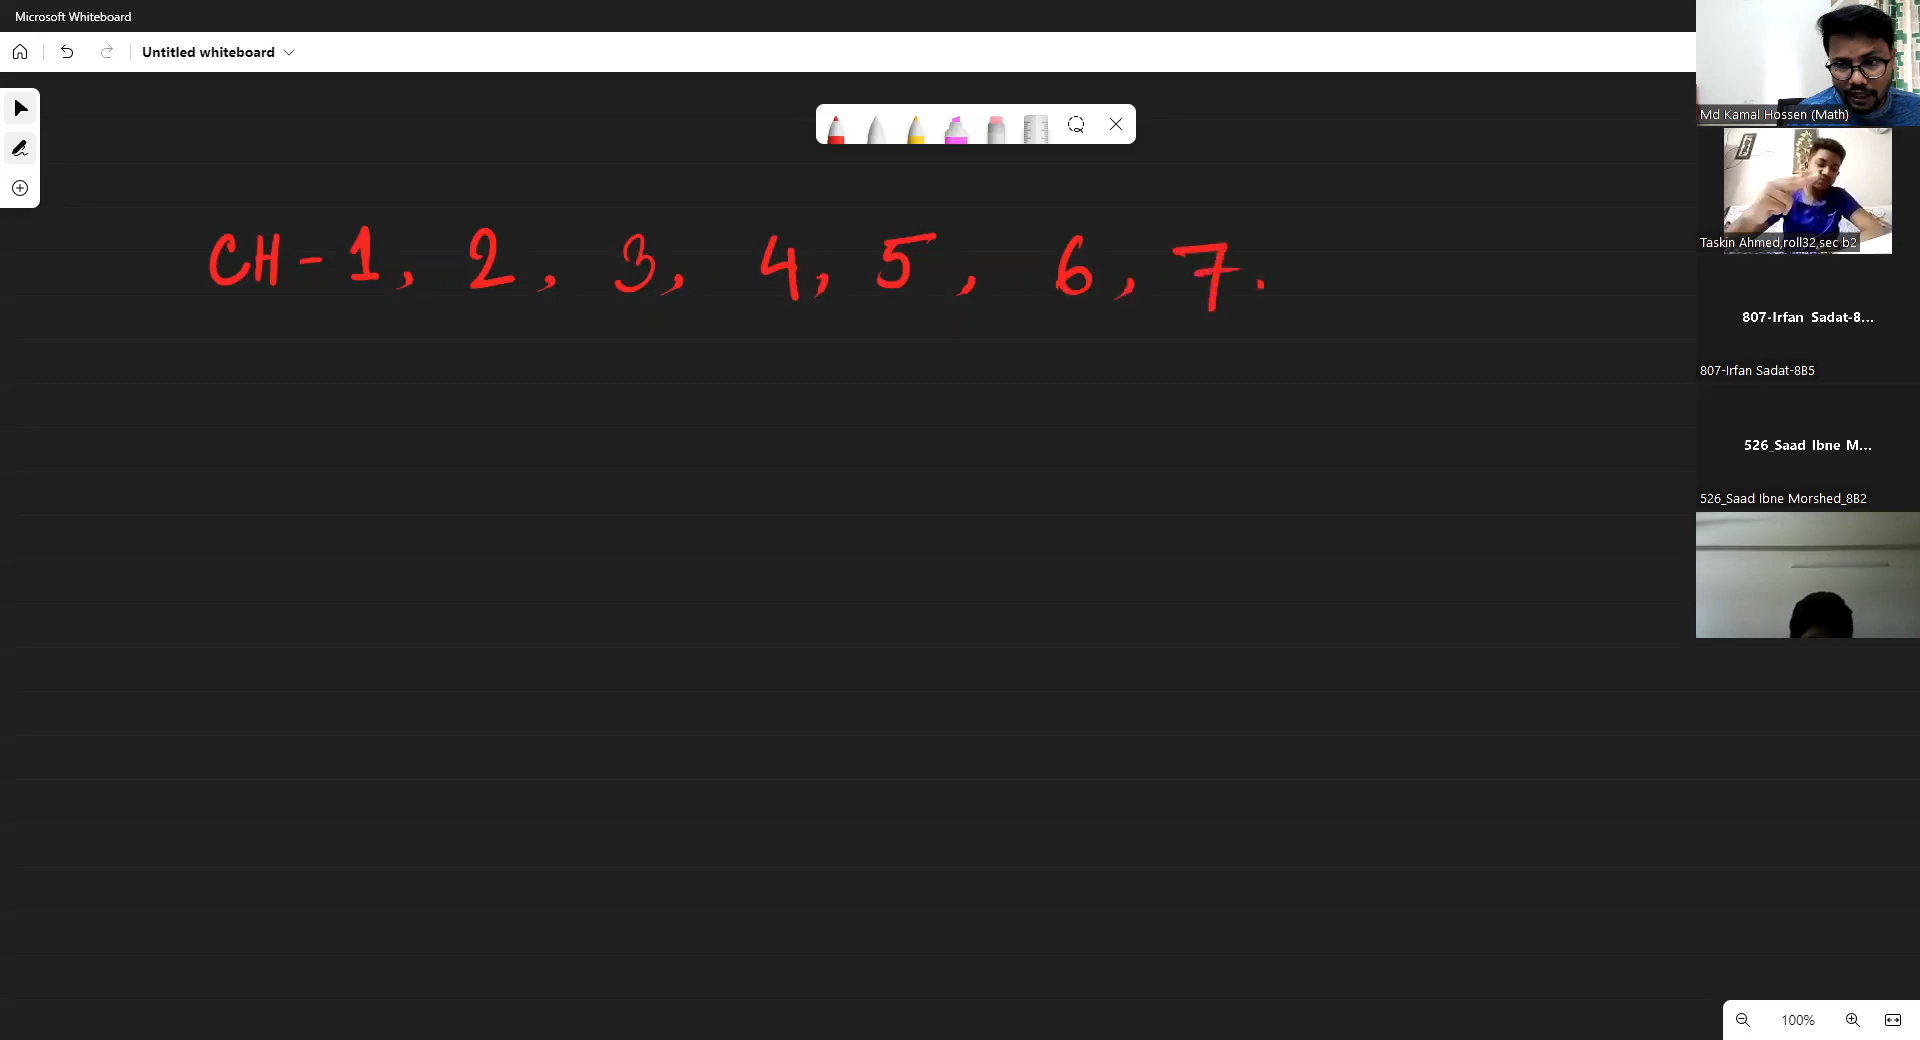 Microsoft Whiteboard
Untitled whiteboard
CH-1, 2, 3, 4, 5, 6, 7.
Md Kamal Hossen (Math)
Taskin Ahmed,roll32,sec b2
807-Irfan Sadat-8...
807-Irfan Sadat-8B5
526_Saad Ibne M...
526_Saad Ibne Morshed_8B2
100%